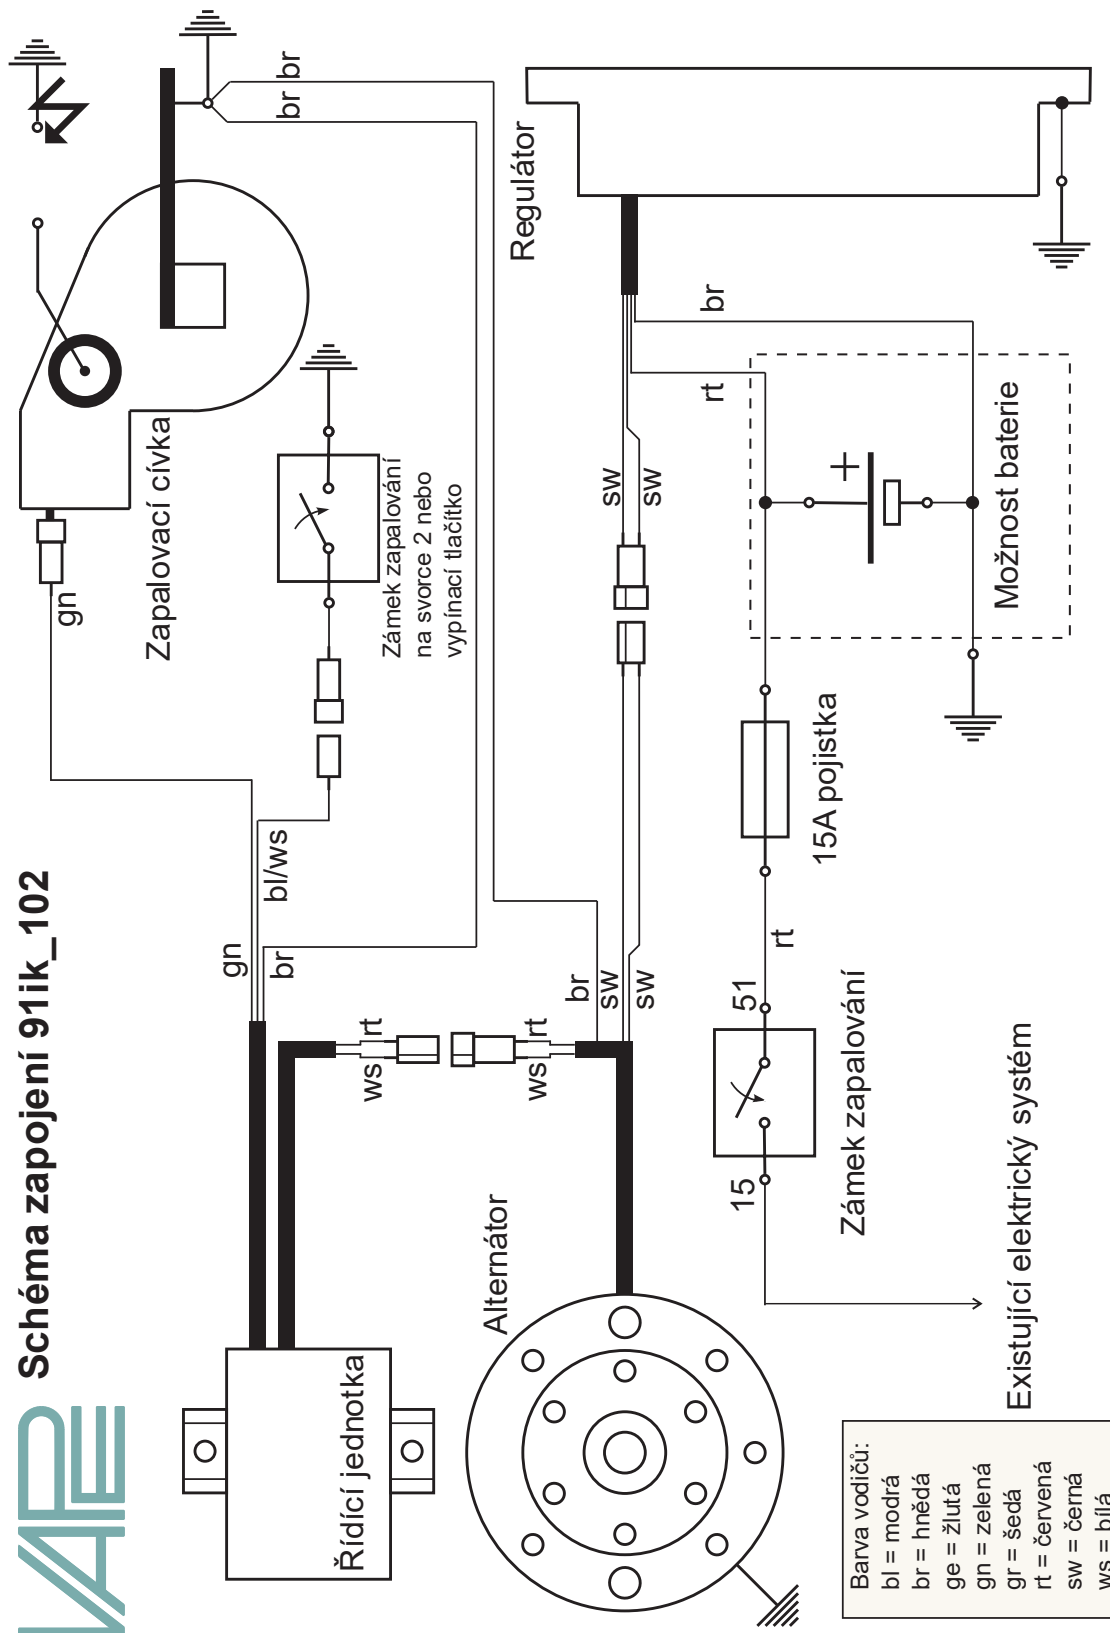 VAPE
Schéma zapojení 91ik_102
Řídící jednotka
gn
br
bl/ws
gn
Zapalovací cívka
Zámek zapalování
na svorce 2 nebo
vypínací tlačítko
br
br
ws
rt
ws
rt
Alternátor
br
sw
sw
sw
sw
Regulátor
rt
br
Možnost baterie
+
15A pojistka
rt
15
51
Zámek zapalování
Existující elektrický systém
Barva vodičů:
bl = modrá
br = hnědá
ge = žlutá
gn = zelená
gr = šedá
rt = červená
sw = černá
ws = bílá